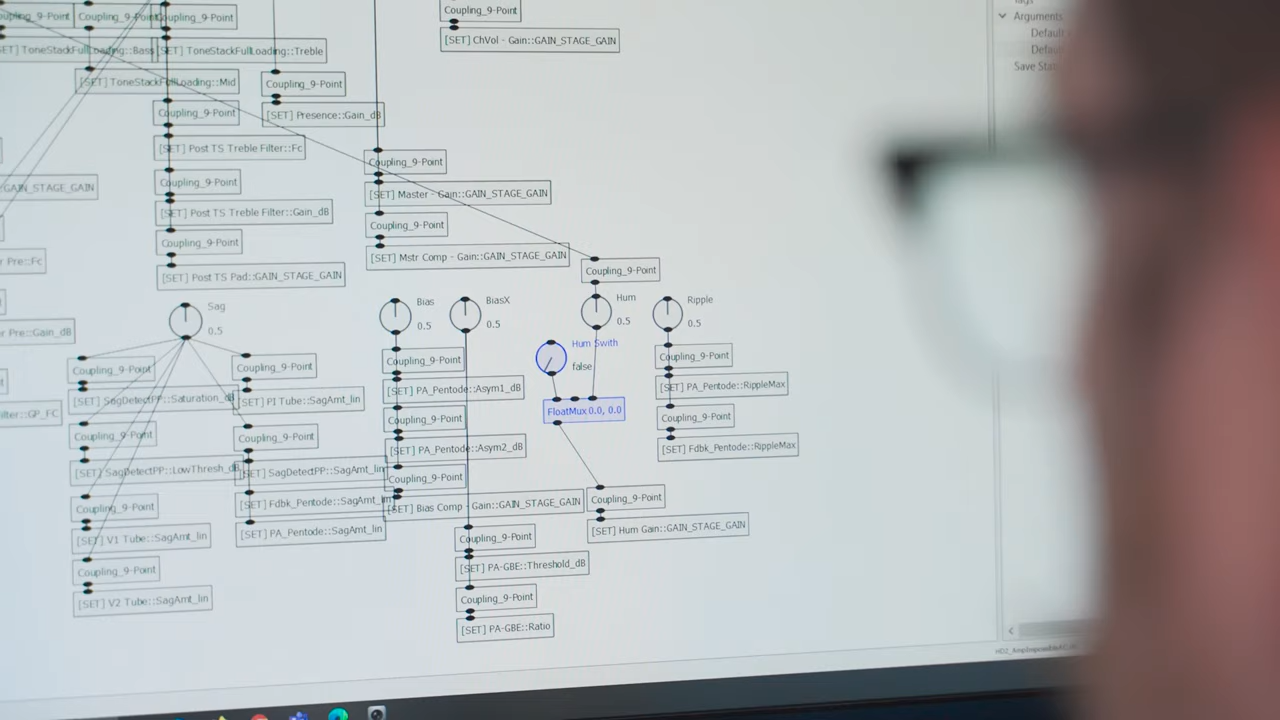 Coupling_9-Point
Coupling_9-Point
Coupling_9-Point
Coupling_9-Point
[SET] ChVol - Gain::GAIN_STAGE_GAIN
[SET] ToneStackFullLoading::Bass
[SET] ToneStackFullLoading::Treble
[SET] ToneStackFullLoading::Mid
Coupling_9-Point
Coupling_9-Point
[SET] Presence::Gain_dB
[SET] Post TS Treble Filter::Fc
Coupling_9-Point
Coupling_9-Point
GAIN_STAGE_GAIN
[SET] Master - Gain::GAIN_STAGE_GAIN
[SET] Post TS Treble Filter::Gain_dB
Coupling_9-Point
Coupling_9-Point
[SET] Mstr Comp - Gain::GAIN_STAGE_GAIN
r Pre::Fc
[SET] Post TS Pad::GAIN_STAGE_GAIN
Coupling_9-Point
Sag
0.5
Bias
0.5
BiasX
0.5
Hum
0.5
Ripple
0.5
r Pre::Gain_dB
Hum Swith
false
Coupling_9-Point
Coupling_9-Point
Coupling_9-Point
Coupling_9-Point
[SET] SagDetectPP::Saturation_dB
[SET] PI Tube::SagAmt_lin
[SET] PA_Pentode::Asym1_dB
FloatMux 0.0, 0.0
[SET] PA_Pentode::RippleMax
ilter::GP_FC
Coupling_9-Point
Coupling_9-Point
Coupling_9-Point
Coupling_9-Point
[SET] SagDetectPP::LowThresh_dB
[SET] SagDetectPP::SagAmt_lin
[SET] PA_Pentode::Asym2_dB
[SET] Fdbk_Pentode::RippleMax
Coupling_9-Point
[SET] Fdbk_Pentode::SagAmt_lin
Coupling_9-Point
[SET] Bias Comp - Gain::GAIN_STAGE_GAIN
Coupling_9-Point
[SET] V1 Tube::SagAmt_lin
[SET] PA_Pentode::SagAmt_lin
Coupling_9-Point
[SET] Hum Gain::GAIN_STAGE_GAIN
Coupling_9-Point
[SET] PA-GBE::Threshold_dB
[SET] V2 Tube::SagAmt_lin
Coupling_9-Point
[SET] PA-GBE::Ratio
Tags
Arguments
Default
Defau
Save Stat